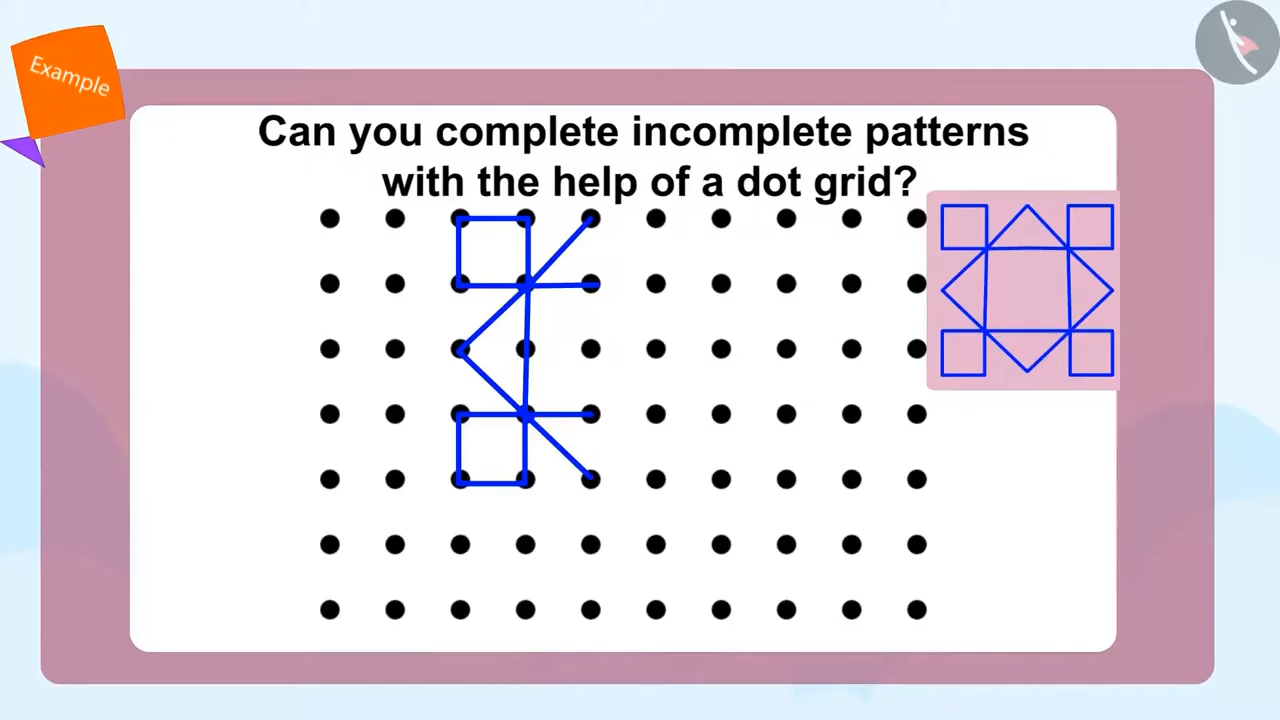 Example
Can you complete incomplete patterns
with the help of a dot grid?